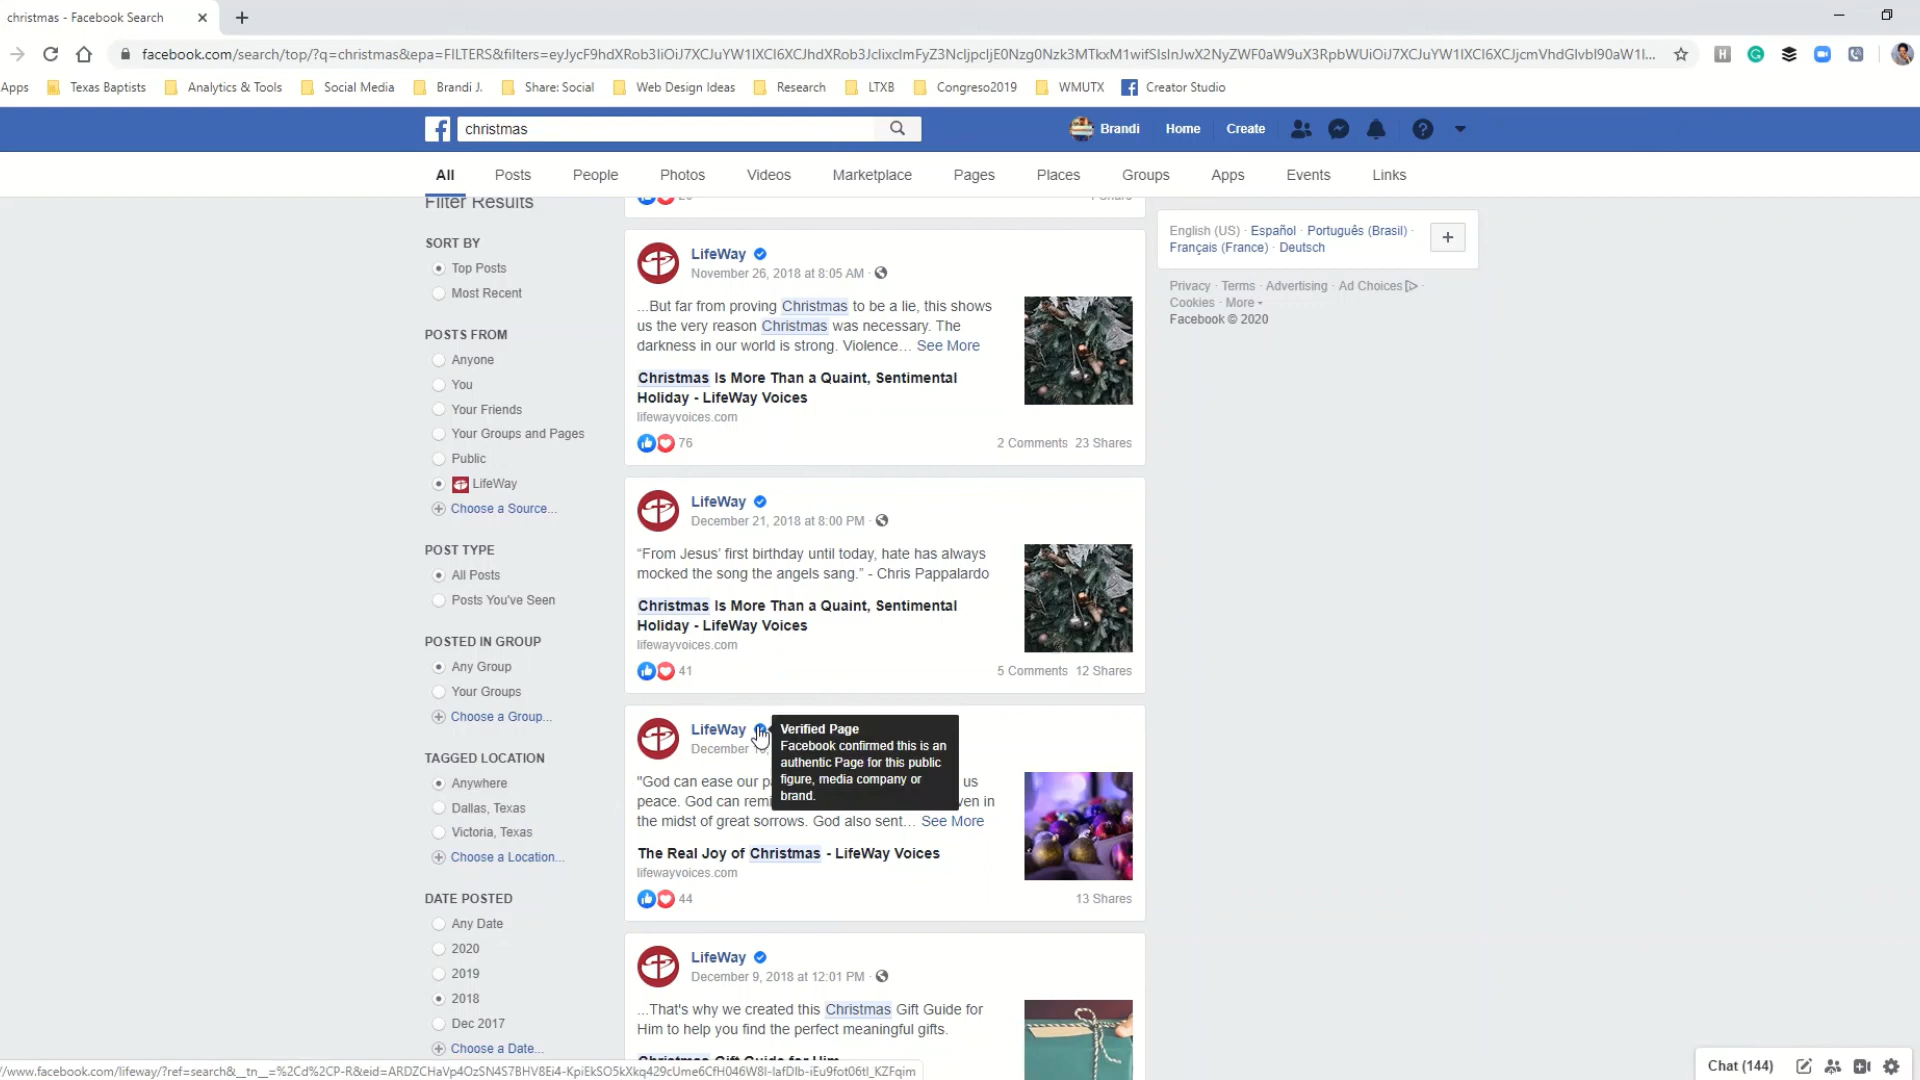 christmas - Facebook Search
facebook.com/search/top/?q=christmas&epa=FILTERS&filters=
Apps Texas Baptists Analytics & Tools Social Media Brandi J. Share: Social Web Design Ideas Research LTXB Congreso2019 WMUTX Creator Studio
christmas
Brandi Home Create
All Posts People Photos Videos Marketplace Pages Places Groups Apps Events Links
Filter Results
SORT BY
Top Posts
Most Recent
POSTS FROM
Anyone
You
Your Friends
Your Groups and Pages
Public
LifeWay
Choose a Source...
POST TYPE
All Posts
Posts You've Seen
POSTED IN GROUP
Any Group
Your Groups
Choose a Group...
TAGGED LOCATION
Anywhere
Dallas, Texas
Victoria, Texas
Choose a Location...
DATE POSTED
Any Date
2020
2019
2018
Dec 2017
Choose a Date...
LifeWay
November 26, 2018 at 8:05 AM ·
...But far from proving Christmas to be a lie, this shows
us the very reason Christmas was necessary. The
darkness in our world is strong. Violence... See More
Christmas Is More Than a Quaint, Sentimental
Holiday - LifeWay Voices
lifewayvoices.com
76 2 Comments 23 Shares
LifeWay
December 21, 2018 at 8:00 PM ·
“From Jesus’ first birthday until today, hate has always
mocked the song the angels sang.” - Chris Pappalardo
Christmas Is More Than a Quaint, Sentimental
Holiday - LifeWay Voices
lifewayvoices.com
41 5 Comments 12 Shares
LifeWay
December
Verified Page
Facebook confirmed this is an
authentic Page for this public
figure, media company or
brand.
"God can ease our us
peace. God can in
the midst of great sorrows. God also sent... See More
The Real Joy of Christmas - LifeWay Voices
lifewayvoices.com
44 13 Shares
LifeWay
December 9, 2018 at 12:01 PM ·
...That's why we created this Christmas Gift Guide for
Him to help you find the perfect meaningful gifts.
Christmas Gift Guide for Him
English (US) · Español · Português (Brasil) ·
Français (France) · Deutsch
Privacy · Terms · Advertising · Ad Choices ·
Cookies · More
Facebook © 2020
Chat (144)